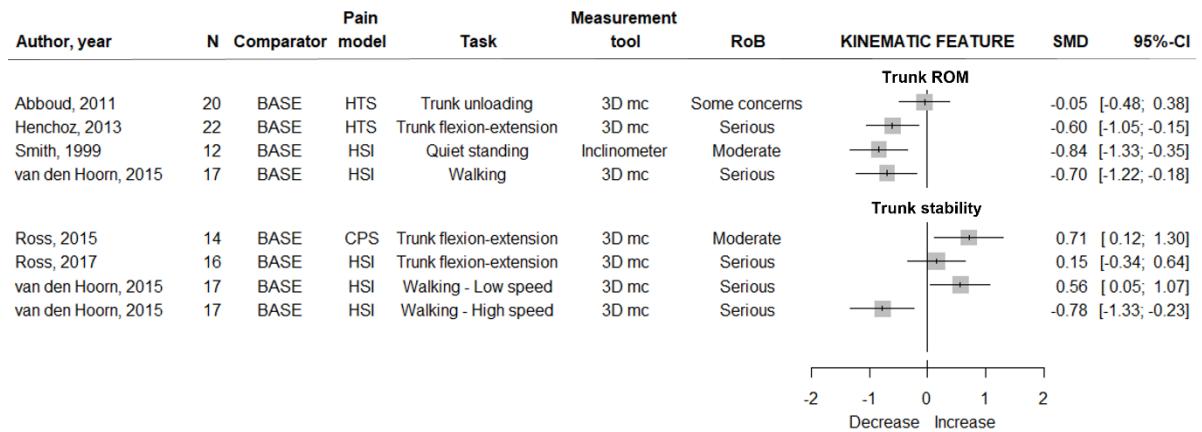 Author, year N Comparator Pain model Task Measurement tool RoB KINEMATIC FEATURE SMD 95%-CI
Trunk ROM
Abboud, 2011 20 BASE HTS Trunk unloading 3D mc Some concerns -0.05 [-0.48; 0.38]
Henchoz, 2013 22 BASE HTS Trunk flexion-extension 3D mc Serious -0.60 [-1.05; -0.15]
Smith, 1999 12 BASE HSI Quiet standing Inclinometer Moderate -0.84 [-1.33; -0.35]
van den Hoorn, 2015 17 BASE HSI Walking 3D mc Serious -0.70 [-1.22; -0.18]
Trunk stability
Ross, 2015 14 BASE CPS Trunk flexion-extension 3D mc Moderate 0.71 [ 0.12; 1.30]
Ross, 2017 16 BASE HSI Trunk flexion-extension 3D mc Serious 0.15 [-0.34; 0.64]
van den Hoorn, 2015 17 BASE HSI Walking - Low speed 3D mc Serious 0.56 [ 0.05; 1.07]
van den Hoorn, 2015 17 BASE HSI Walking - High speed 3D mc Serious -0.78 [-1.33; -0.23]
-2 -1 0 1 2
Decrease Increase